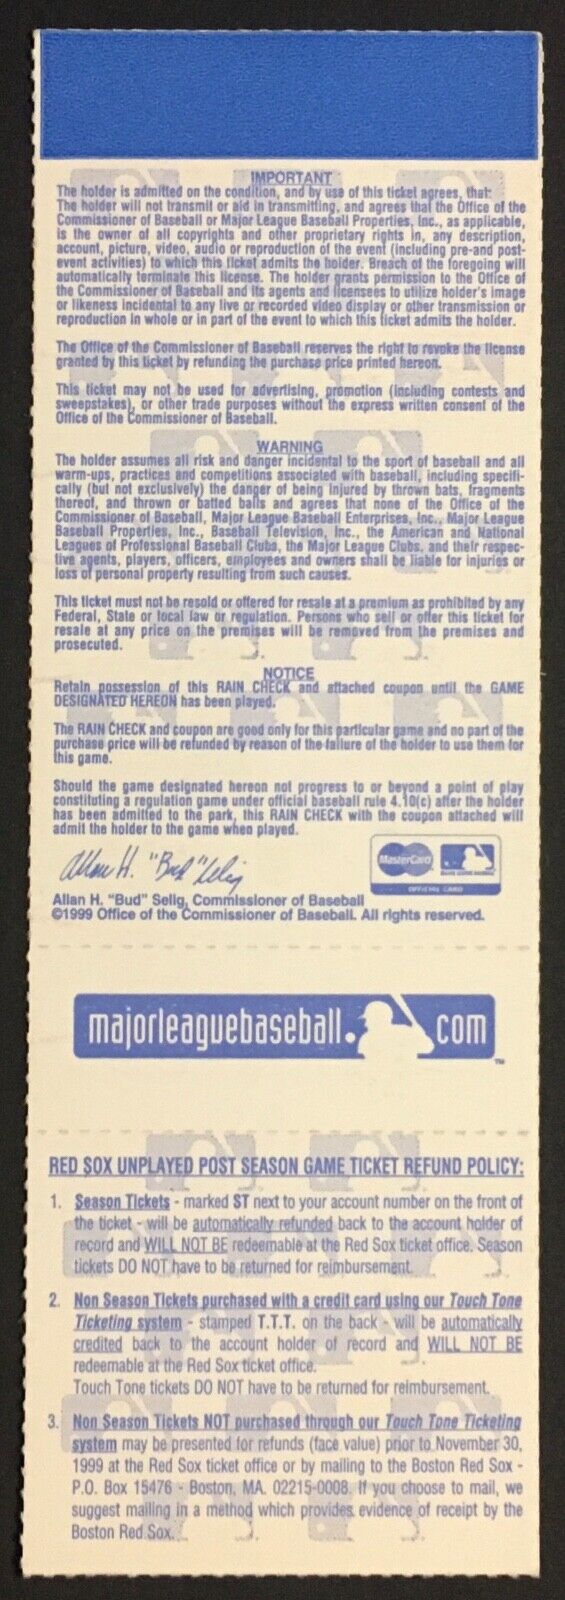 IMPORTANT
The holder is admitted on the condition, and by use of this ticket agrees, that:
The holder will not transmit or aid in transmitting, and agrees that the Office of the
Commissioner of Baseball or Major League Baseball Properties, Inc., as applicable,
is the owner of all copyrights and other proprietary rights in, any description,
account, picture, video, audio or reproduction of the event (including pre-and post-
event activities) to which this ticket admits the holder. Breach of the foregoing will
automatically terminate this license. The holder grants permission to the Office of
the Commissioner of Baseball and its agents and licensees to utilize holder's image
or likeness incidental to any live or recorded video display or other transmission or
reproduction in whole or in part of the event to which this ticket admits the holder.
The Office of the Commissioner of Baseball reserves the right to revoke the license
granted by this ticket by refunding the purchase price printed hereon.
This ticket may not be used for advertising, promotion (including contests and
sweepstakes), or other trade purposes without the express written consent of the
Office of the Commissioner of Baseball.
WARNING
The holder assumes all risk and danger incidental to the sport of baseball and all
warm-ups, practices and competitions associated with baseball, including specifi-
cally (but not exclusively) the danger of being injured by thrown bats, fragments
thereof, and thrown or batted balls and agrees that none of the Office of the
Commissioner of Baseball, Major League Baseball Enterprises, Inc., Major League
Baseball Properties, Inc., Baseball Television, Inc., the American and National
Leagues of Professional Baseball Clubs, the Major League Clubs, and their respec-
tive agents, players, officers, employees and owners shall be liable for injuries or
loss of personal property resulting from such causes.
This ticket must not be resold or offered for resale at a premium as prohibited by any
Federal, State or local law or regulation. Persons who sell or offer this ticket for
resale at any price on the premises will be removed from the premises and
prosecuted.
NOTICE
Retain possession of this RAIN CHECK and attached coupon until the GAME
DESIGNATED HEREON has been played.
The RAIN CHECK and coupon are good only for this particular game and no part of the
purchase price will be refunded by reason of the failure of the holder to use them for
this game.
Should the game designated hereon not progress to or beyond a point of play
constituting a regulation game under official baseball rule 4.10(c) after the holder
has been admitted to the park, this RAIN CHECK with the coupon attached will
admit the holder to the game when played.
Allan H. "Bud" Selig
MasterCard
MAJOR LEAGUE BASEBALL
OFFICIAL CARD
Allan H. "Bud" Selig, Commissioner of Baseball
©1999 Office of the Commissioner of Baseball. All rights reserved.
majorleaguebaseball.com
TM
RED SOX UNPLAYED POST SEASON GAME TICKET REFUND POLICY:
1. Season Tickets - marked ST next to your account number on the front of
the ticket - will be automatically refunded back to the account holder of
record and WILL NOT BE redeemable at the Red Sox ticket office. Season
tickets DO NOT have to be returned for reimbursement.
2. Non Season Tickets purchased with a credit card using our Touch Tone
Ticketing system - stamped T.T.T. on the back - will be automatically
credited back to the account holder of record and WILL NOT BE
redeemable at the Red Sox ticket office.
Touch Tone tickets DO NOT have to be returned for reimbursement.
3. Non Season Tickets NOT purchased through our Touch Tone Ticketing
system may be presented for refunds (face value) prior to November 30,
1999 at the Red Sox ticket office or by mailing to the Boston Red Sox -
P.O. Box 15476 - Boston, MA. 02215-0008. If you choose to mail, we
suggest mailing in a method which provides evidence of receipt by the
Boston Red Sox.